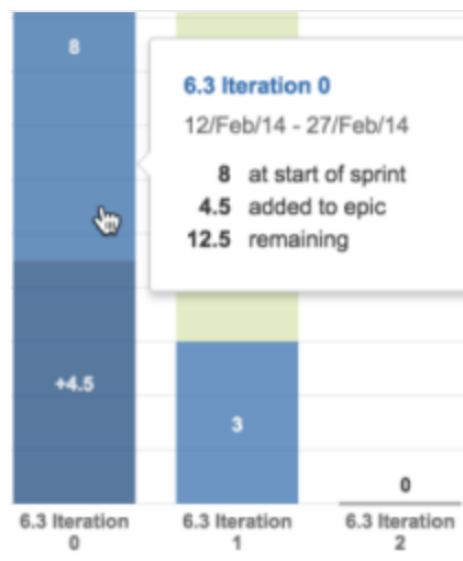 8
6.3 Iteration 0
12/Feb/14 - 27/Feb/14
8 at start of sprint
4.5 added to epic
12.5 remaining
+4.5
3
0
6.3 Iteration
0
6.3 Iteration
1
6.3 Iteration
2